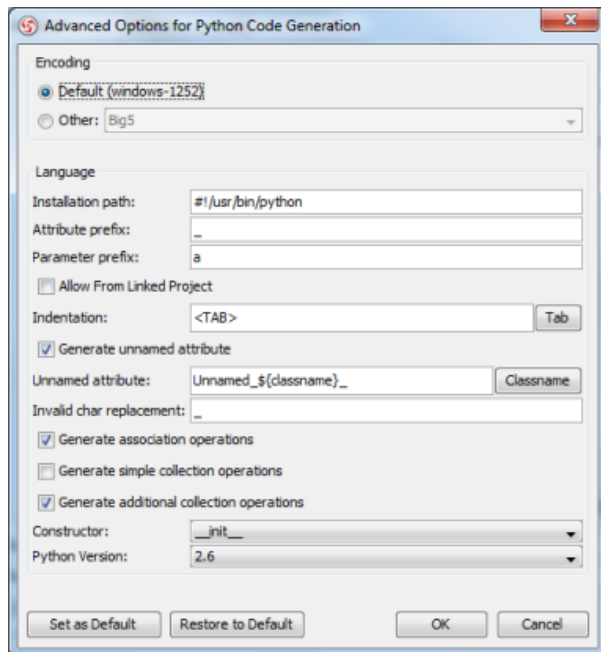 Advanced Options for Python Code Generation
Encoding
Default (windows-1252)
Other: Big5
Language
Installation path: #!/usr/bin/python
Attribute prefix: _
Parameter prefix: a
Allow From Linked Project
Indentation: <TAB> Tab
Generate unnamed attribute
Unnamed attribute: Unnamed_${classname}_ Classname
Invalid char replacement: _
Generate association operations
Generate simple collection operations
Generate additional collection operations
Constructor: __init__
Python Version: 2.6
Set as Default Restore to Default OK Cancel